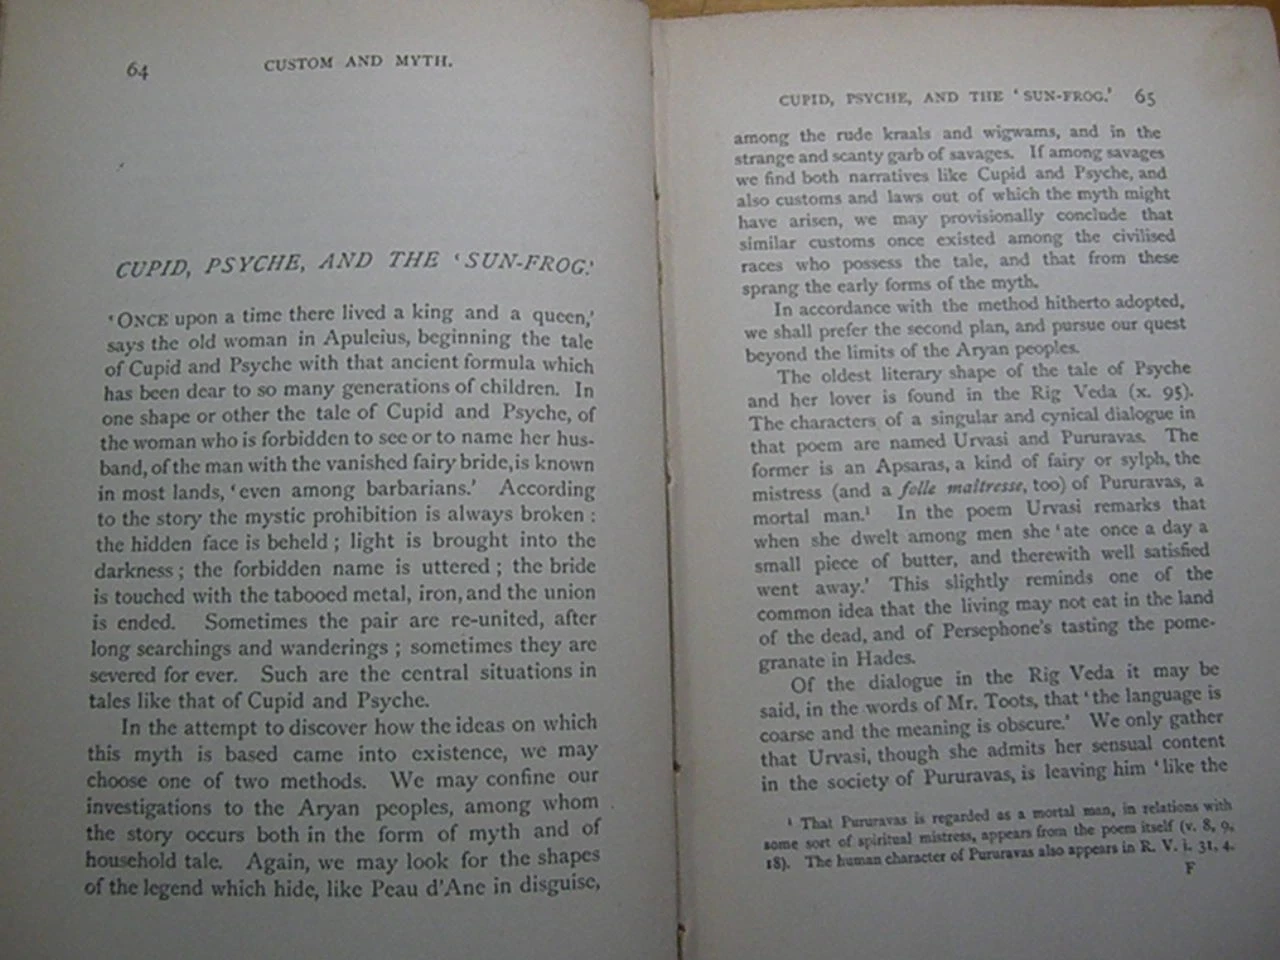 64 CUSTOM AND MYTH.
CUPID, PSYCHE, AND THE 'SUN-FROG.'
'ONCE upon a time there lived a king and a queen,'
says the old woman in Apuleius, beginning the tale
of Cupid and Psyche with that ancient formula which
has been dear to so many generations of children. In
one shape or other the tale of Cupid and Psyche, of
the woman who is forbidden to see or to name her hus-
band, of the man with the vanished fairy bride, is known
in most lands, 'even among barbarians.' According
to the story the mystic prohibition is always broken :
the hidden face is beheld ; light is brought into the
darkness ; the forbidden name is uttered ; the bride
is touched with the tabooed metal, iron, and the union
is ended. Sometimes the pair are re-united, after
long searchings and wanderings ; sometimes they are
severed for ever. Such are the central situations in
tales like that of Cupid and Psyche.
In the attempt to discover how the ideas on which
this myth is based came into existence, we may
choose one of two methods. We may confine our
investigations to the Aryan peoples, among whom
the story occurs both in the form of myth and of
household tale. Again, we may look for the shapes
of the legend which hide, like Peau d'Ane in disguise,
CUPID, PSYCHE, AND THE 'SUN-FROG.' 65
among the rude kraals and wigwams, and in the
strange and scanty garb of savages. If among savages
we find both narratives like Cupid and Psyche, and
also customs and laws out of which the myth might
have arisen, we may provisionally conclude that
similar customs once existed among the civilised
races who possess the tale, and that from these
sprang the early forms of the myth.
In accordance with the method hitherto adopted,
we shall prefer the second plan, and pursue our quest
beyond the limits of the Aryan peoples.
The oldest literary shape of the tale of Psyche
and her lover is found in the Rig Veda (x. 95).
The characters of a singular and cynical dialogue in
that poem are named Urvasi and Pururavas. The
former is an Apsaras, a kind of fairy or sylph, the
mistress (and a folle maîtresse, too) of Pururavas, a
mortal man.¹ In the poem Urvasi remarks that
when she dwelt among men she 'ate once a day a
small piece of butter, and therewith well satisfied
went away.' This slightly reminds one of the
common idea that the living may not eat in the land
of the dead, and of Persephone's tasting the pome-
granate in Hades.
Of the dialogue in the Rig Veda it may be
said, in the words of Mr. Toots, that 'the language is
coarse and the meaning is obscure.' We only gather
that Urvasi, though she admits her sensual content
in the society of Pururavas, is leaving him 'like the
¹ That Pururavas is regarded as a mortal man, in relations with
some sort of spiritual mistress, appears from the poem itself (v. 8, 9,
18). The human character of Pururavas also appears in R. V. i. 31, 4.
F